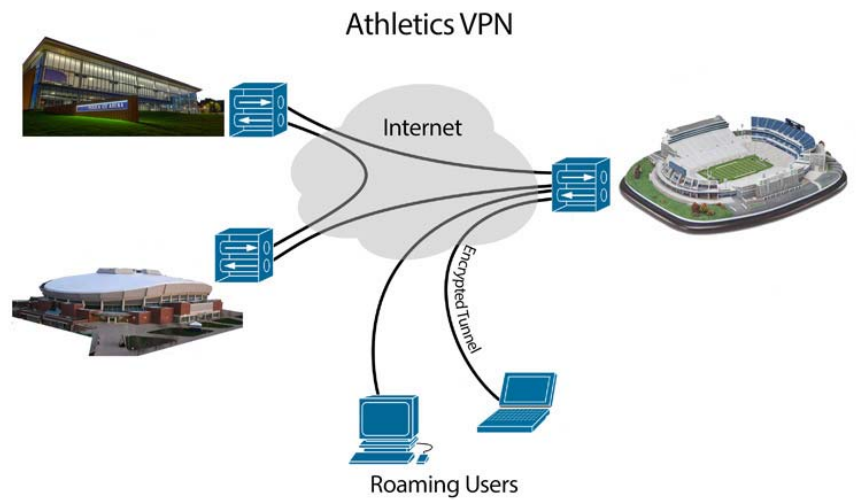 Athletics VPN
Internet
Encrypted Tunnel
Roaming Users